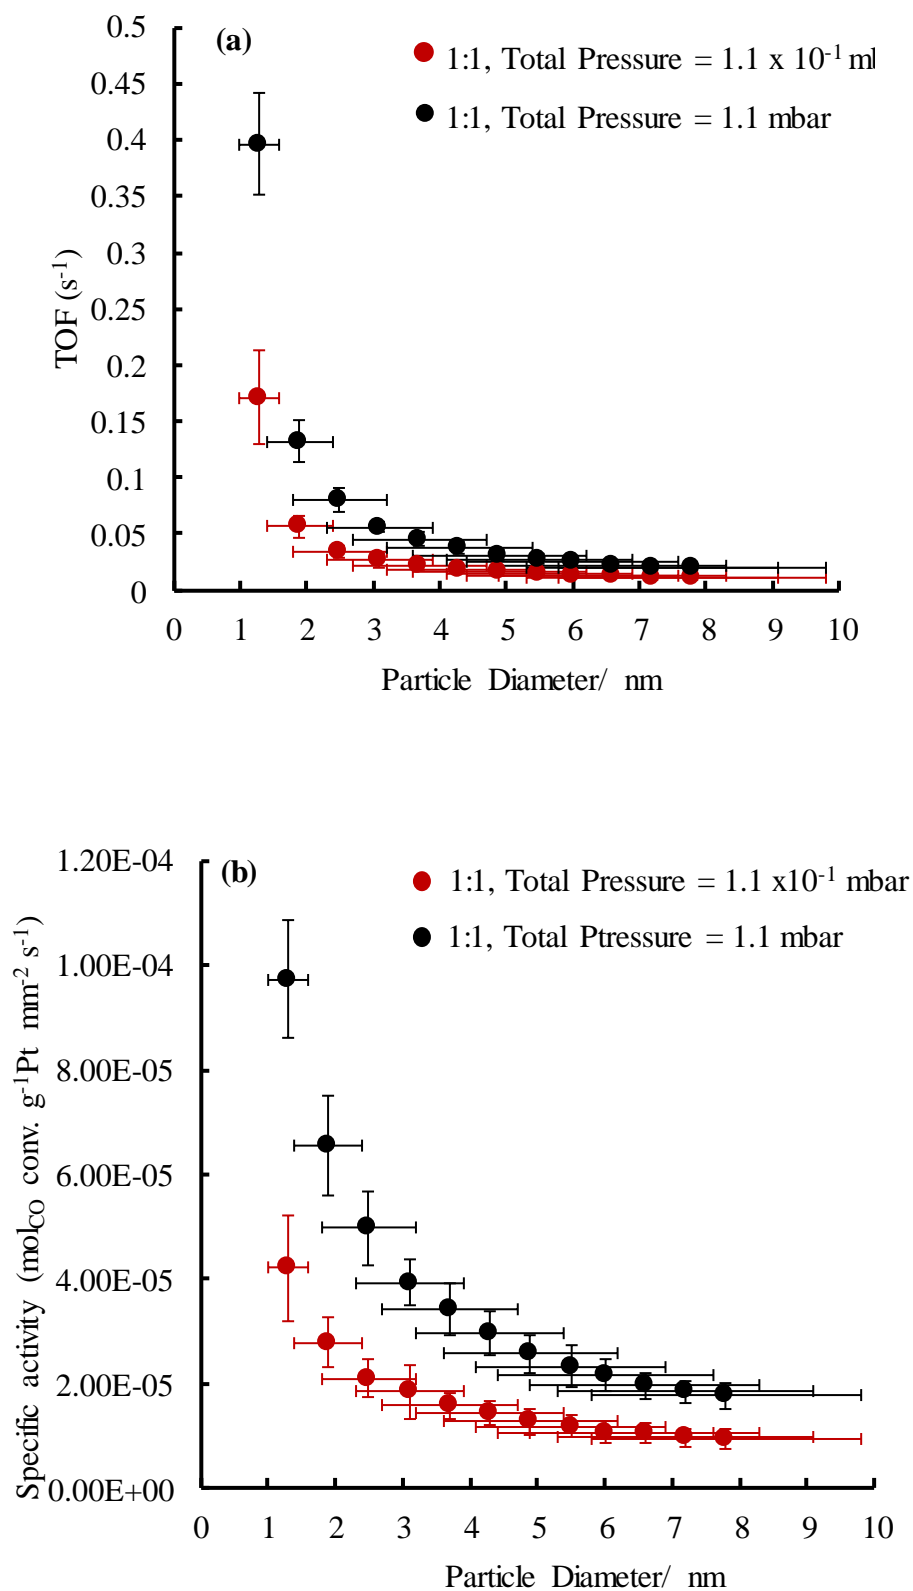 0.5
(a)
1:1, Total Pressure = 1.1 x 10⁻¹ mb
0.45
1:1, Total Pressure = 1.1 mbar
0.4
0.35
0.3
0.25
0.2
0.15
0.1
0.05
0
TOF (s⁻¹)
0 1 2 3 4 5 6 7 8 9 10
Particle Diameter/ nm
1.20E-04
(b)
1:1, Total Pressure = 1.1 x10⁻¹ mbar
1:1, Total Ptressure = 1.1 mbar
1.00E-04
8.00E-05
6.00E-05
4.00E-05
2.00E-05
0.00E+00
Specific activity (mol_CO conv. g⁻¹Pt mm⁻² s⁻¹)
0 1 2 3 4 5 6 7 8 9 10
Particle Diameter/ nm